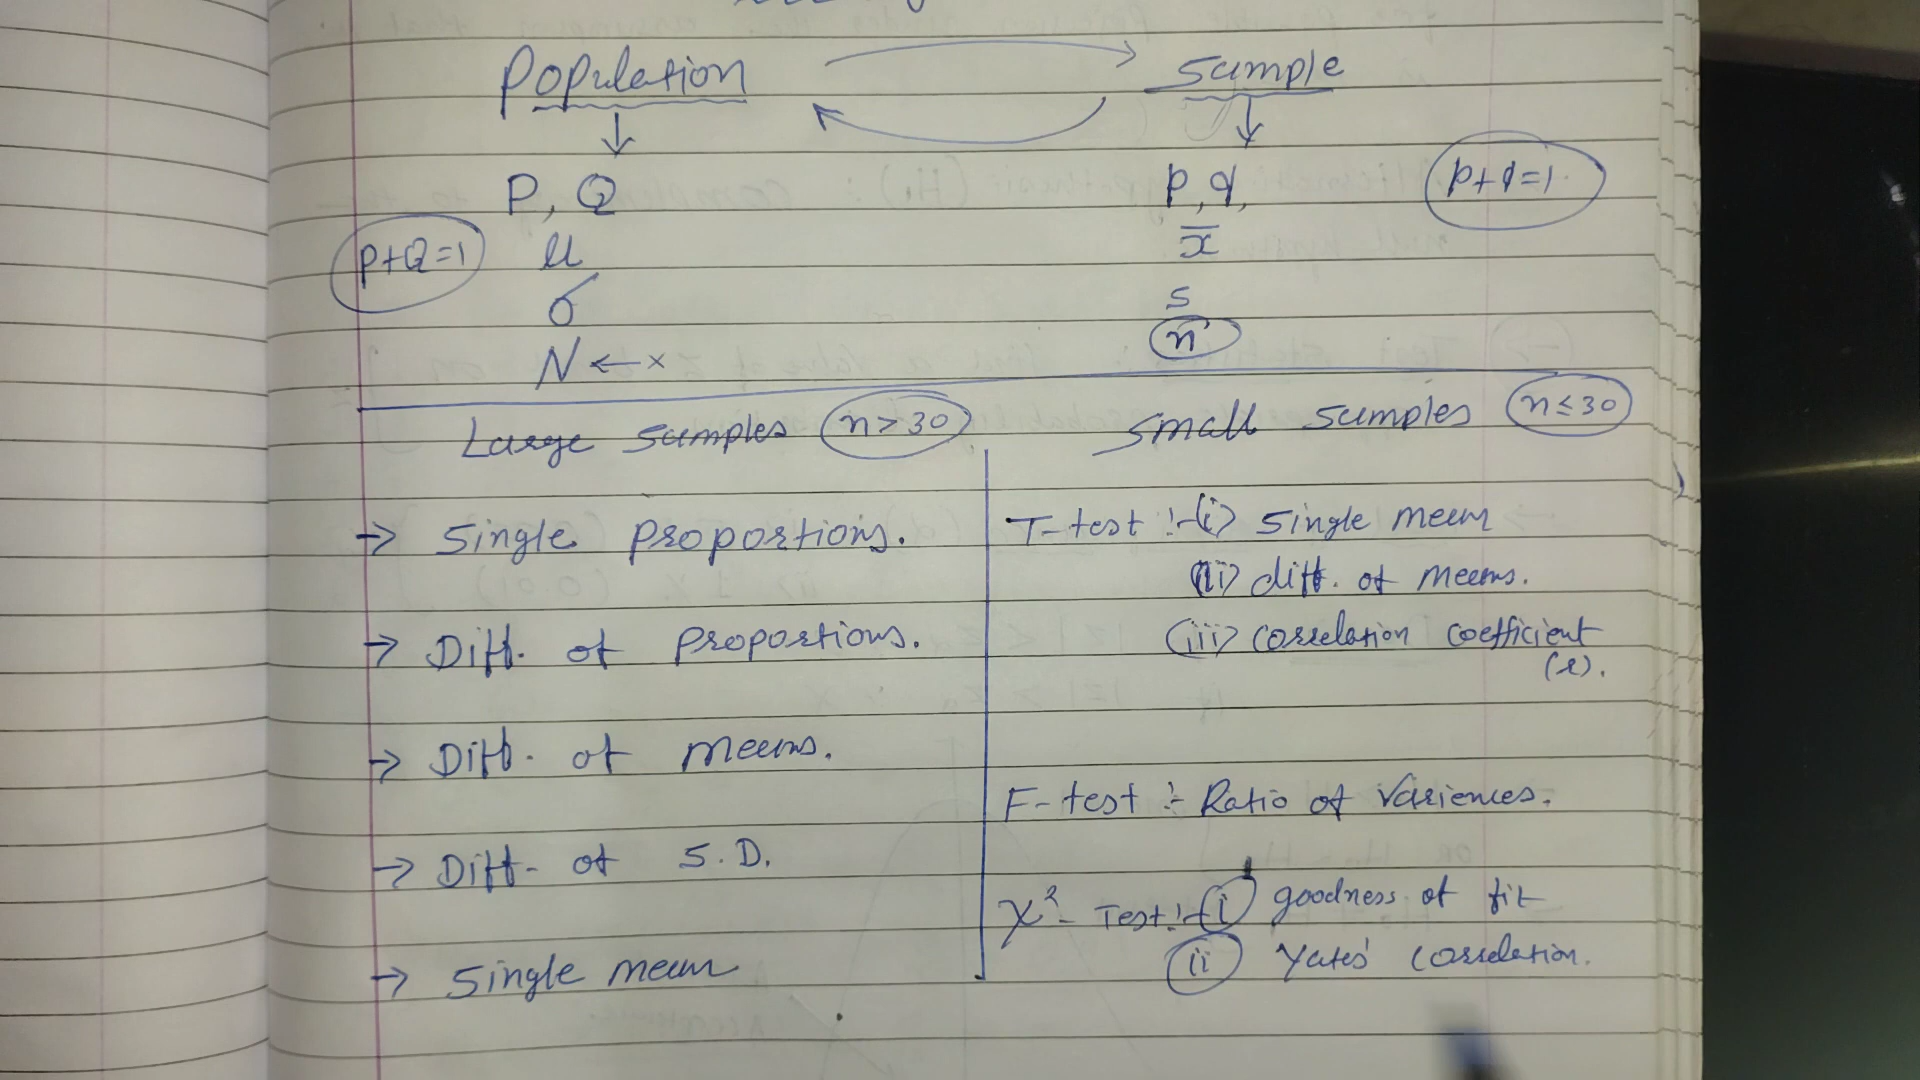 Population → Sample
↓ ↓
P, Q p, q, p+q=1
P+Q=1 μ x̄
σ s
N ← × n
Large samples n > 30 Small samples n ≤ 30
→ Single proportions.
→ Diff. of proportions.
→ Diff. of means.
→ Diff. of S.D.
→ Single mean
T-test :- (i) Single mean
(ii) diff. of means.
(iii) correlation coefficient
(r).
F-test :- Ratio of Variences.
χ²- Test :- (i) goodness of fit
(ii) Yates' correlation.